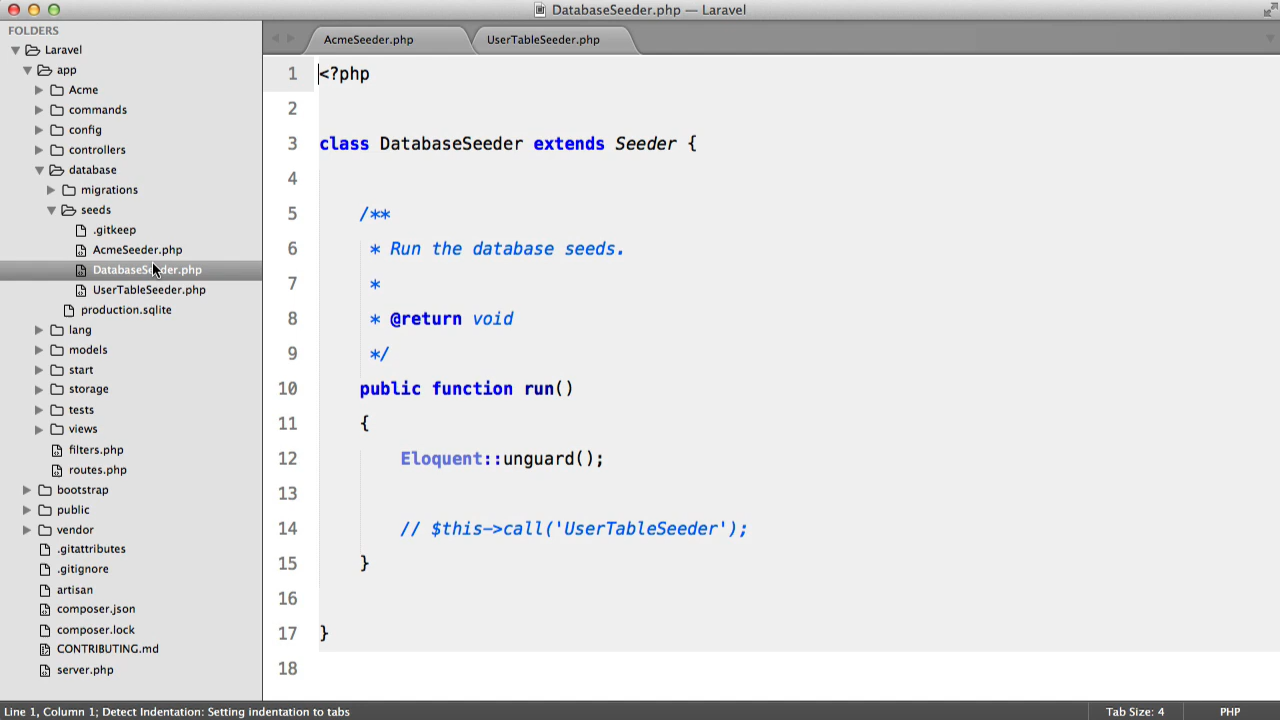 DatabaseSeeder.php — Laravel
FOLDERS
Laravel
app
Acme
commands
config
controllers
database
migrations
seeds
.gitkeep
AcmeSeeder.php
DatabaseSeeder.php
UserTableSeeder.php
production.sqlite
lang
models
start
storage
tests
views
filters.php
routes.php
bootstrap
public
vendor
.gitattributes
.gitignore
artisan
composer.json
composer.lock
CONTRIBUTING.md
server.php
AcmeSeeder.php
UserTableSeeder.php
1 <?php
2
3 class DatabaseSeeder extends Seeder {
4
5 /**
6 * Run the database seeds.
7 *
8 * @return void
9 */
10 public function run()
11 {
12 Eloquent::unguard();
13
14 // $this->call('UserTableSeeder');
15 }
16
17 }
18
Line 1, Column 1; Detect Indentation: Setting indentation to tabs
Tab Size: 4
PHP